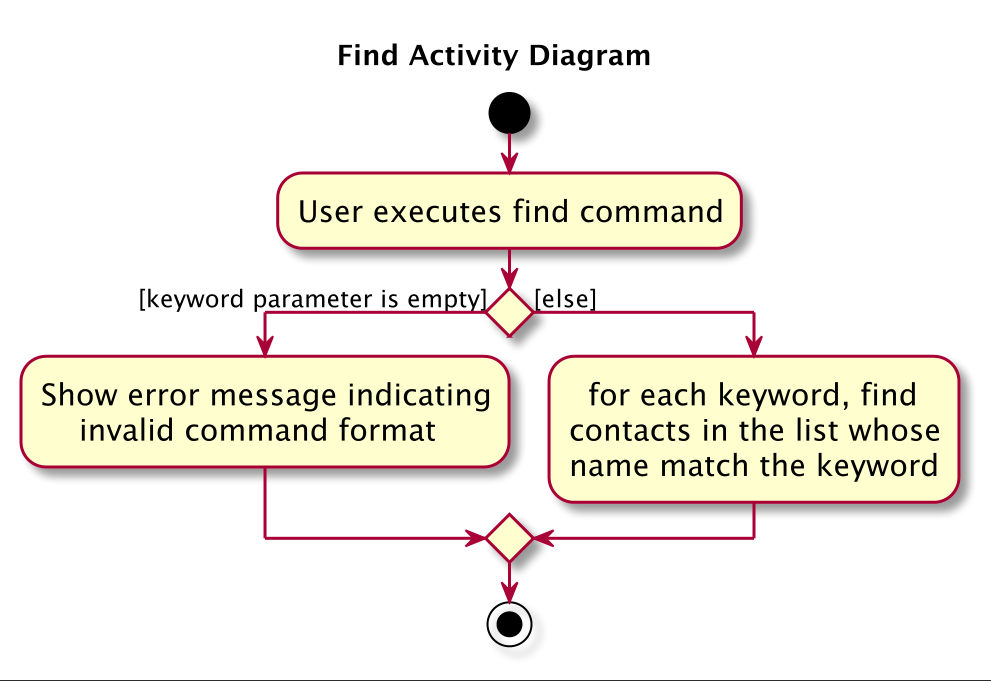 Find Activity Diagram
User executes find command
[keyword parameter is empty]
[else]
Show error message indicating
invalid command format
for each keyword, find
contacts in the list whose
name match the keyword